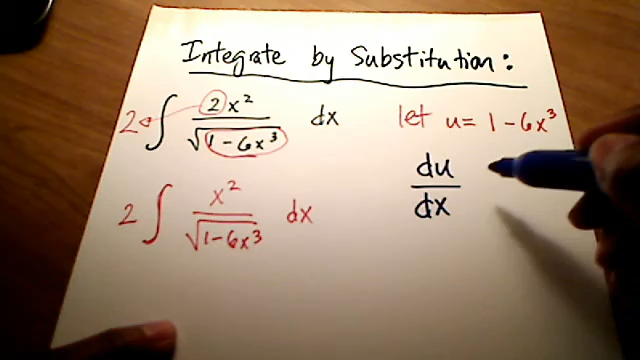 Integrate by Substitution:
2 ∫ 2x² / √(1-6x³) dx let u = 1-6x³
du/dx
2 ∫ x² / √(1-6x³) dx